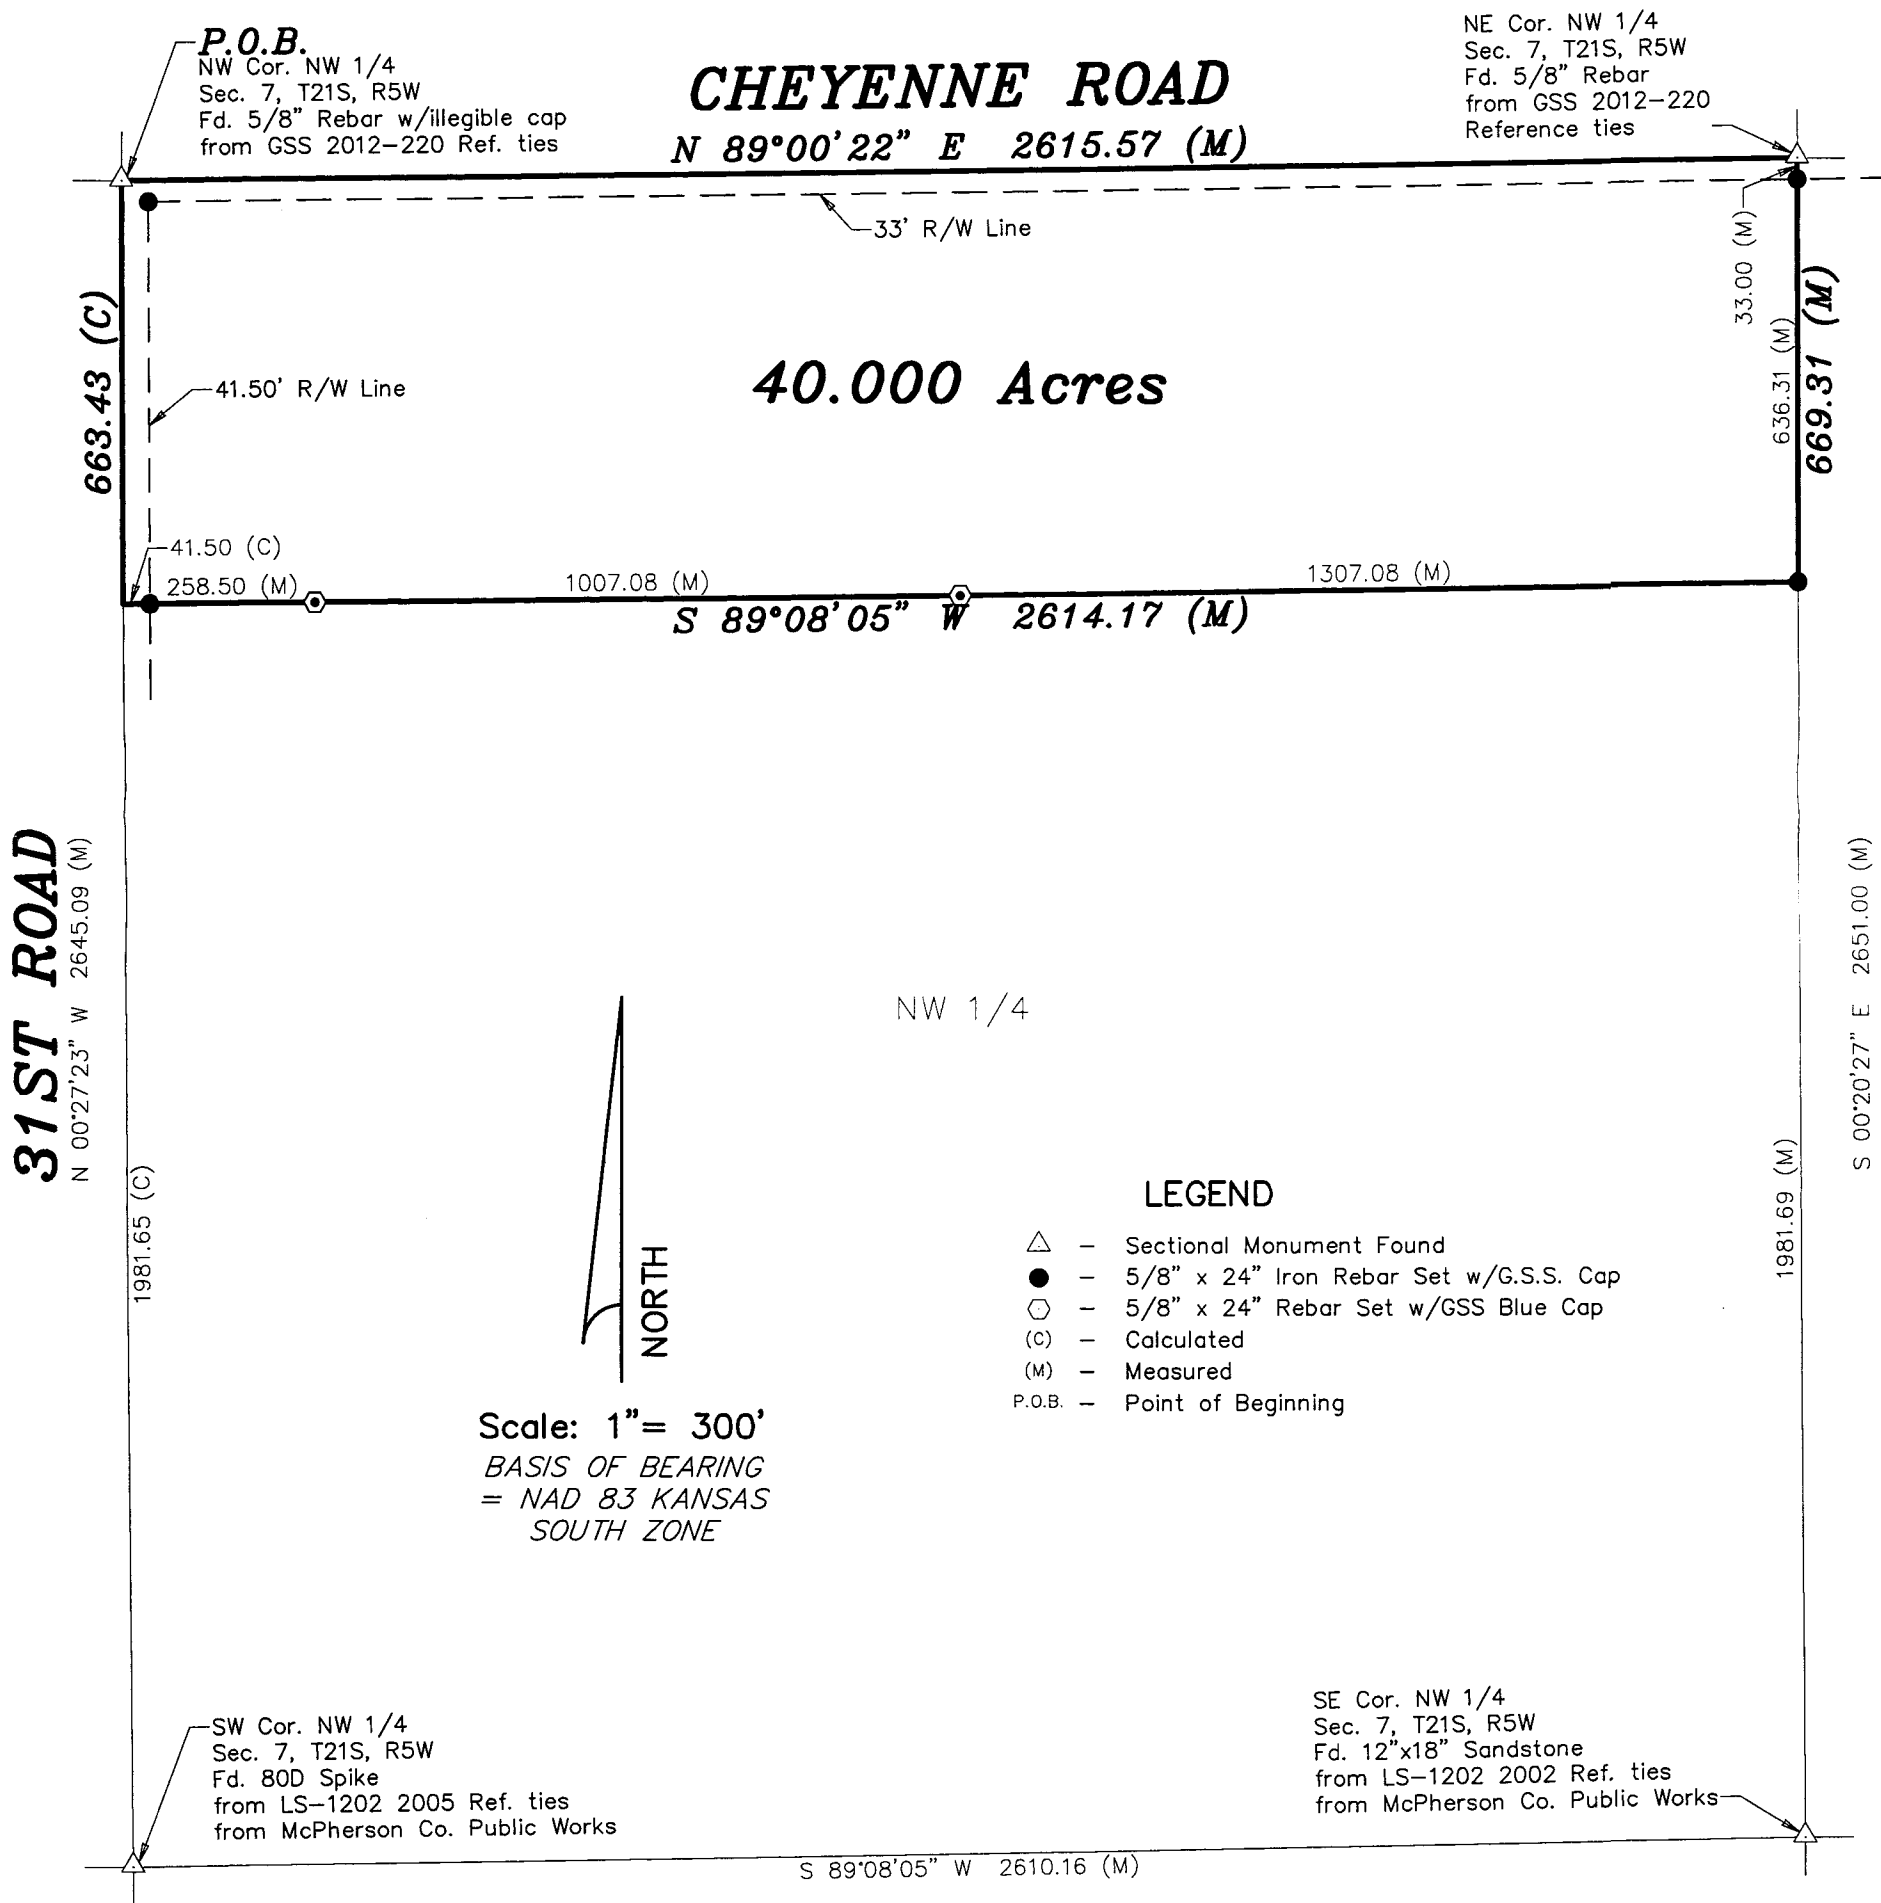 P.O.B.
NW Cor. NW 1/4
Sec. 7, T21S, R5W
Fd. 5/8" Rebar w/illegible cap
from GSS 2012-220 Ref. ties
CHEYENNE ROAD
N 89°00'22" E 2615.57 (M)
NE Cor. NW 1/4
Sec. 7, T21S, R5W
Fd. 5/8" Rebar
from GSS 2012-220
Reference ties
33' R/W Line
33.00 (M)
663.43 (C)
41.50' R/W Line
40.000 Acres
636.31 (M)
669.31 (M)
41.50 (C)
258.50 (M)
1007.08 (M)
1307.08 (M)
S 89°08'05" W 2614.17 (M)
31ST ROAD
N 00°27'23" W 2645.09 (M)
NW 1/4
S 00°20'27" E 2651.00 (M)
1981.65 (C)
1981.69 (M)
NORTH
Scale: 1"= 300'
BASIS OF BEARING
= NAD 83 KANSAS
SOUTH ZONE
LEGEND
– Sectional Monument Found
– 5/8" x 24" Iron Rebar Set w/G.S.S. Cap
– 5/8" x 24" Rebar Set w/GSS Blue Cap
(C) – Calculated
(M) – Measured
P.O.B. – Point of Beginning
SW Cor. NW 1/4
Sec. 7, T21S, R5W
Fd. 80D Spike
from LS-1202 2005 Ref. ties
from McPherson Co. Public Works
SE Cor. NW 1/4
Sec. 7, T21S, R5W
Fd. 12"x18" Sandstone
from LS-1202 2002 Ref. ties
from McPherson Co. Public Works
S 89°08'05" W 2610.16 (M)